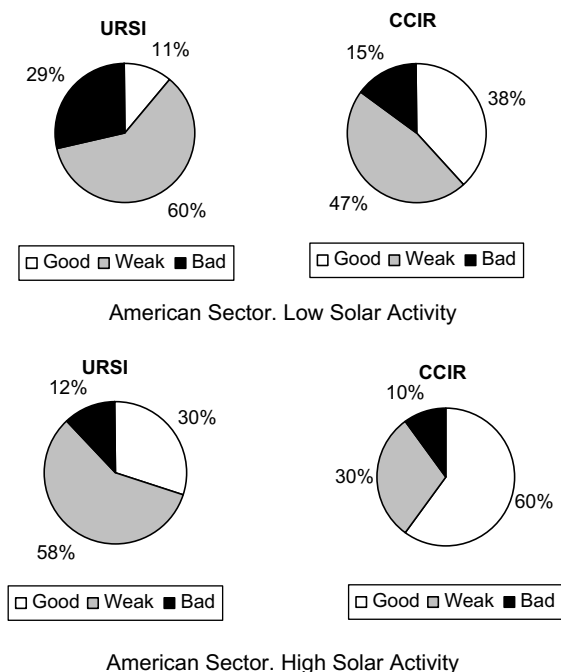 URSI
11%
29%
60%
CCIR
15%
38%
47%
Good Weak Bad
Good Weak Bad
American Sector. Low Solar Activity
URSI
12%
30%
58%
CCIR
10%
30%
60%
Good Weak Bad
Good Weak Bad
American Sector. High Solar Activity